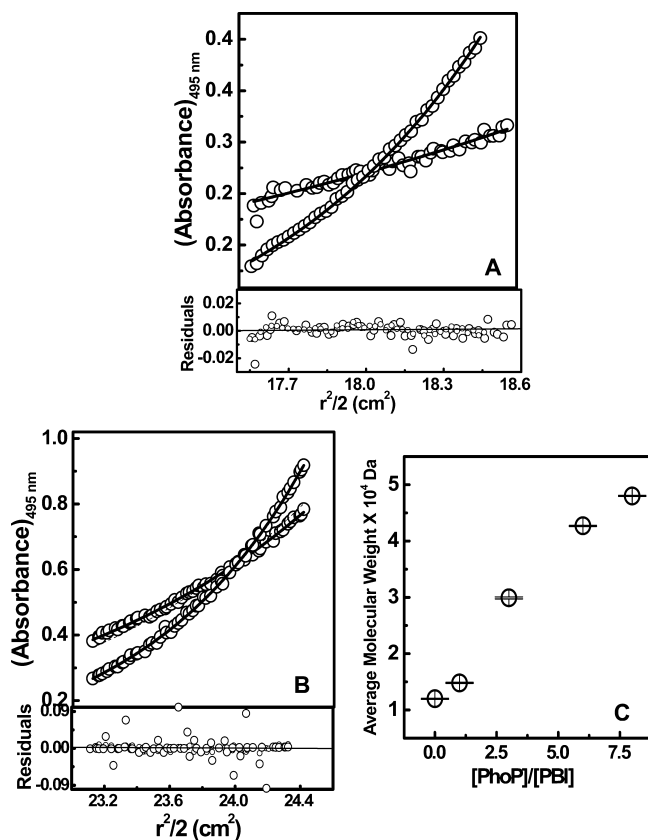 (Absorbance)495 nm
0.4
0.4
0.3
0.2
0.2
A
Residuals
0.02
0.00
-0.02
17.7 18.0 18.3 18.6
r²/2 (cm²)
(Absorbance)495 nm
1.0
0.8
0.6
0.4
0.2
B
Residuals
0.09
0.00
-0.09
23.2 23.6 24.0 24.4
r²/2 (cm²)
Average Molecular Weight X 10⁴ Da
5
4
3
2
1
C
0.0 2.5 5.0 7.5
[PhoP]/[PBI]